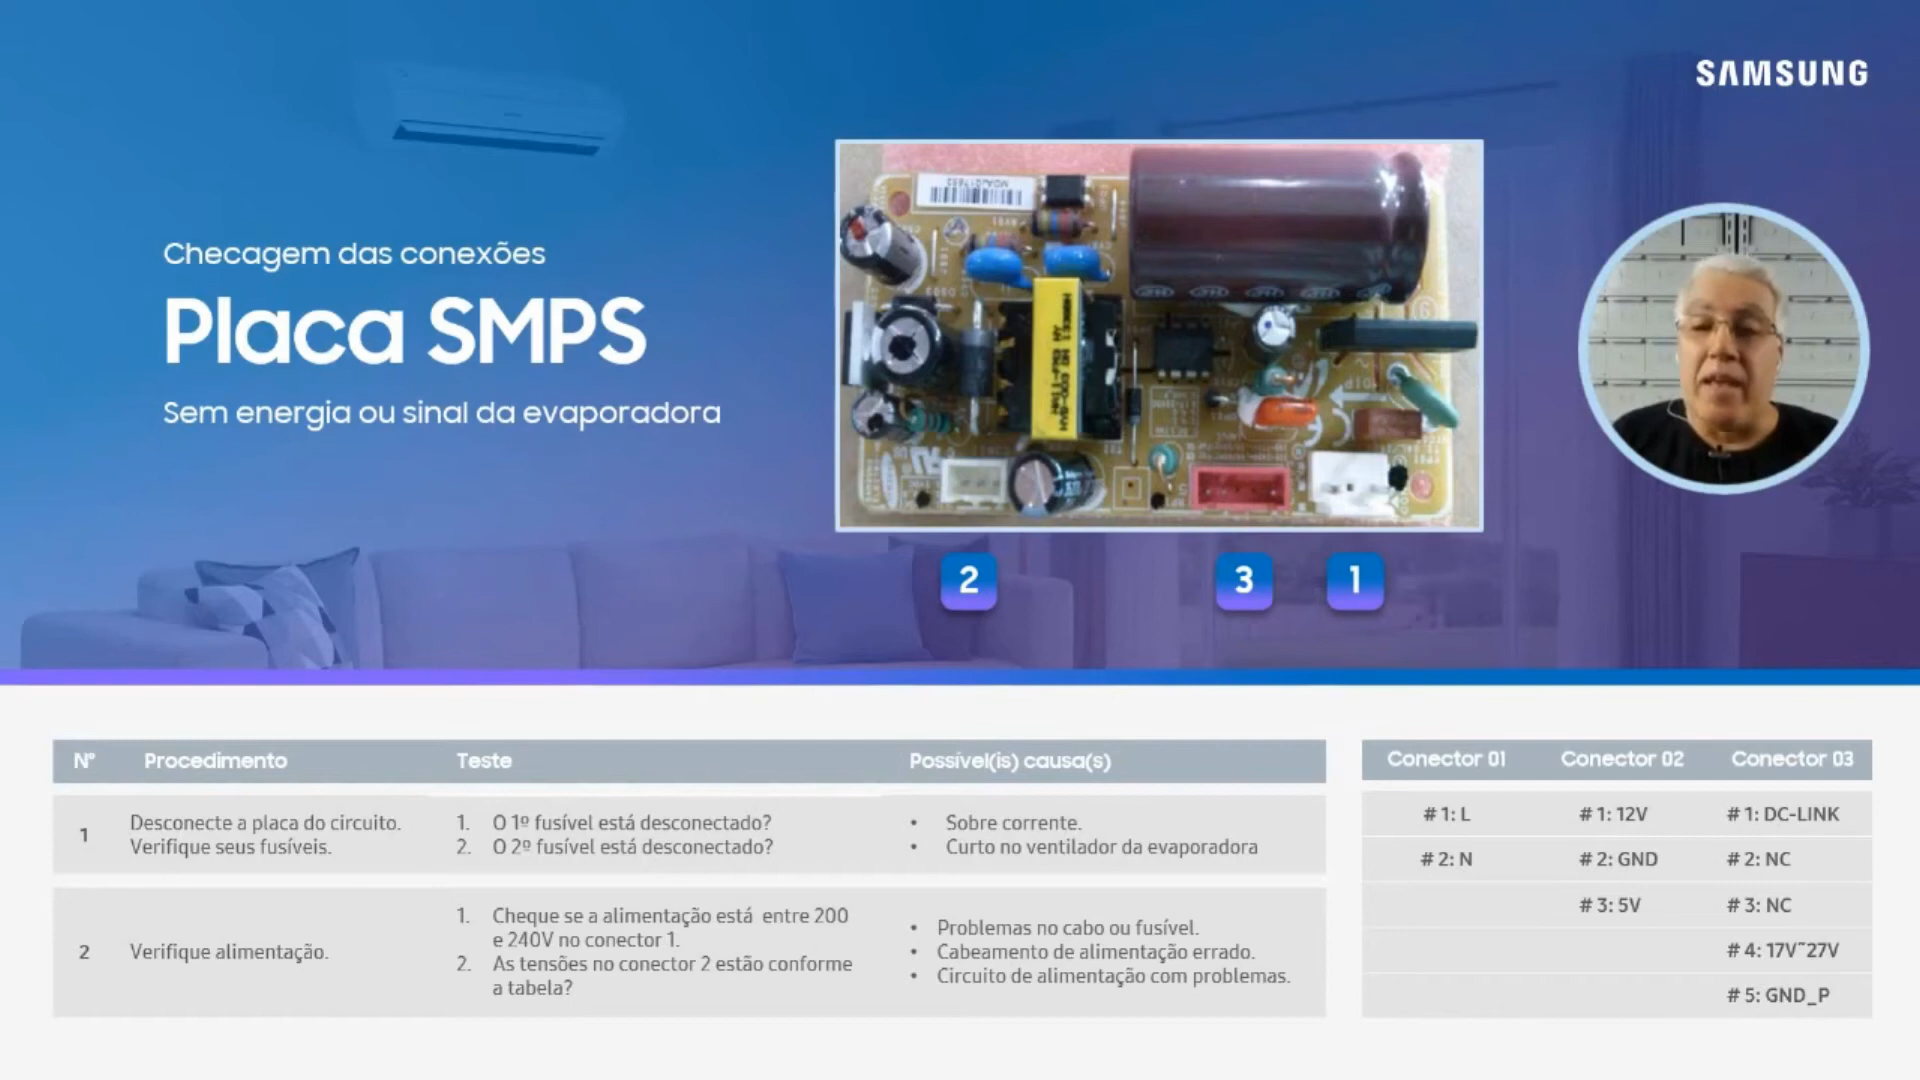 SAMSUNG
Checagem das conexões
Placa SMPS
Sem energia ou sinal da evaporadora
2
3
1
N°
Procedimento
Teste
Possível(is) causa(s)
1
Desconecte a placa do circuito.
Verifique seus fusíveis.
1. O 1º fusível está desconectado?
2. O 2º fusível está desconectado?
• Sobre corrente.
• Curto no ventilador da evaporadora
2
Verifique alimentação.
1. Cheque se a alimentação está entre 200
e 240V no conector 1.
2. As tensões no conector 2 estão conforme
a tabela?
• Problemas no cabo ou fusível.
• Cabeamento de alimentação errado.
• Circuito de alimentação com problemas.
Conector 01 Conector 02 Conector 03
# 1: L # 1: 12V # 1: DC-LINK
# 2: N # 2: GND # 2: NC
# 3: 5V # 3: NC
# 4: 17V~27V
# 5: GND_P